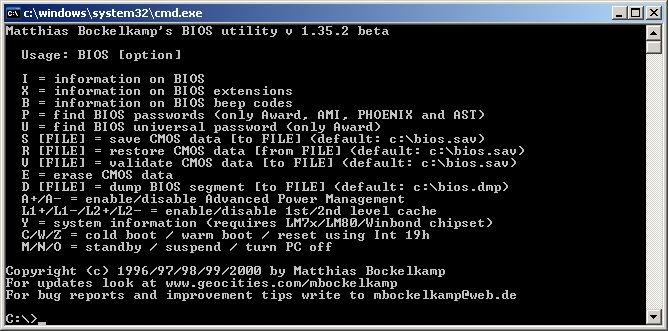 c:\windows\system32\cmd.exe
Matthias Bockelkamp's BIOS utility v 1.35.2 beta
Usage: BIOS [option]
I = information on BIOS
X = information on BIOS extensions
B = information on BIOS beep codes
P = find BIOS passwords (only Award, AMI, PHOENIX and AST)
U = find BIOS universal password (only Award)
S [FILE] = save CMOS data [to FILE] (default: c:\bios.sav)
R [FILE] = restore CMOS data [from FILE] (default: c:\bios.sav)
V [FILE] = validate CMOS data [to FILE] (default: c:\bios.sav)
E = erase CMOS data
D [FILE] = dump BIOS segment [to FILE] (default: c:\bios.dmp)
A+/A- = enable/disable Advanced Power Management
L1+/L1-/L2+/L2- = enable/disable 1st/2nd level cache
Y = system information (requires LM7x/LM80/Winbond chipset)
C/W/Z = cold boot / warm boot / reset using Int 19h
M/N/O = standby / suspend / turn PC off
Copyright (c) 1996/97/98/99/2000 by Matthias Bockelkamp
For updates look at www.geocities.com/mbockelkamp
For bug reports and improvement tips write to mbockelkamp@web.de
C:\>_